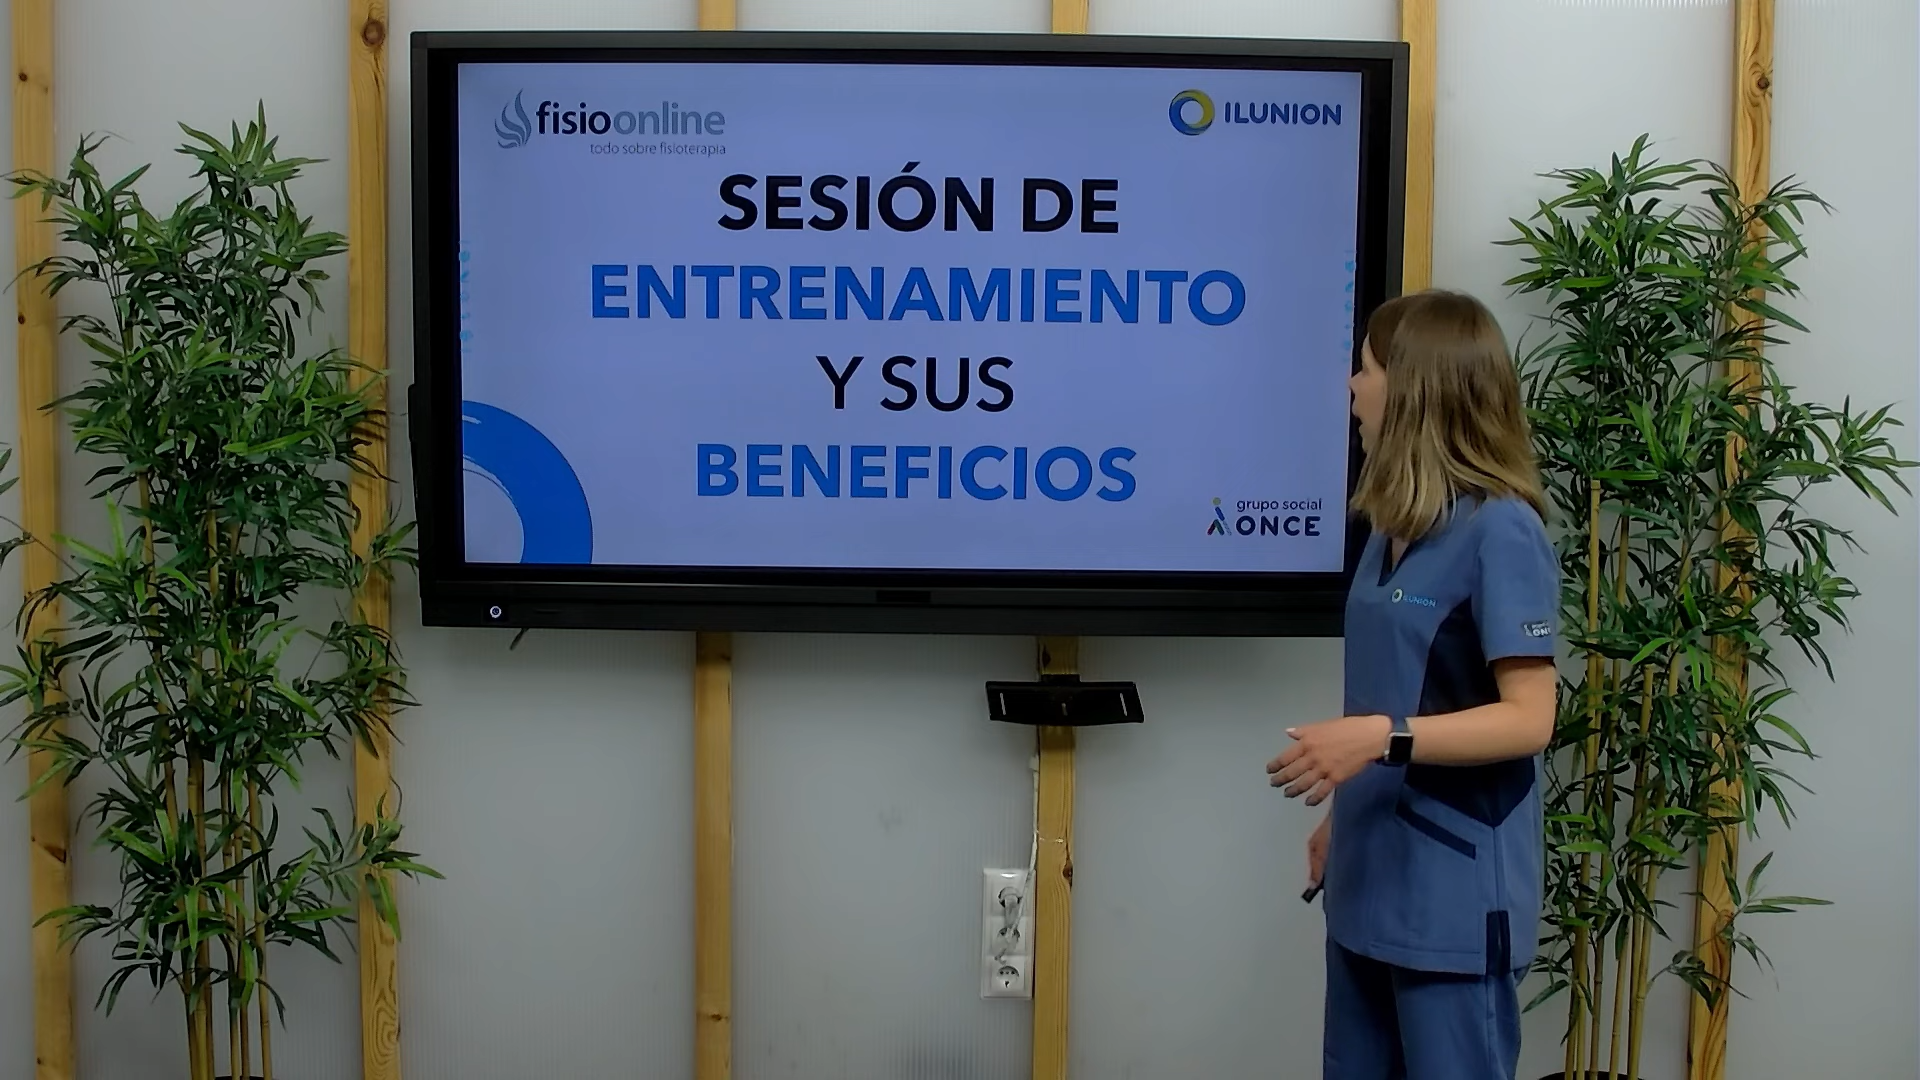 fisioonline
todo sobre fisioterapia
ILUNION
SESIÓN DE
ENTRENAMIENTO
Y SUS
BENEFICIOS
grupo social
ONCE
ILUNION